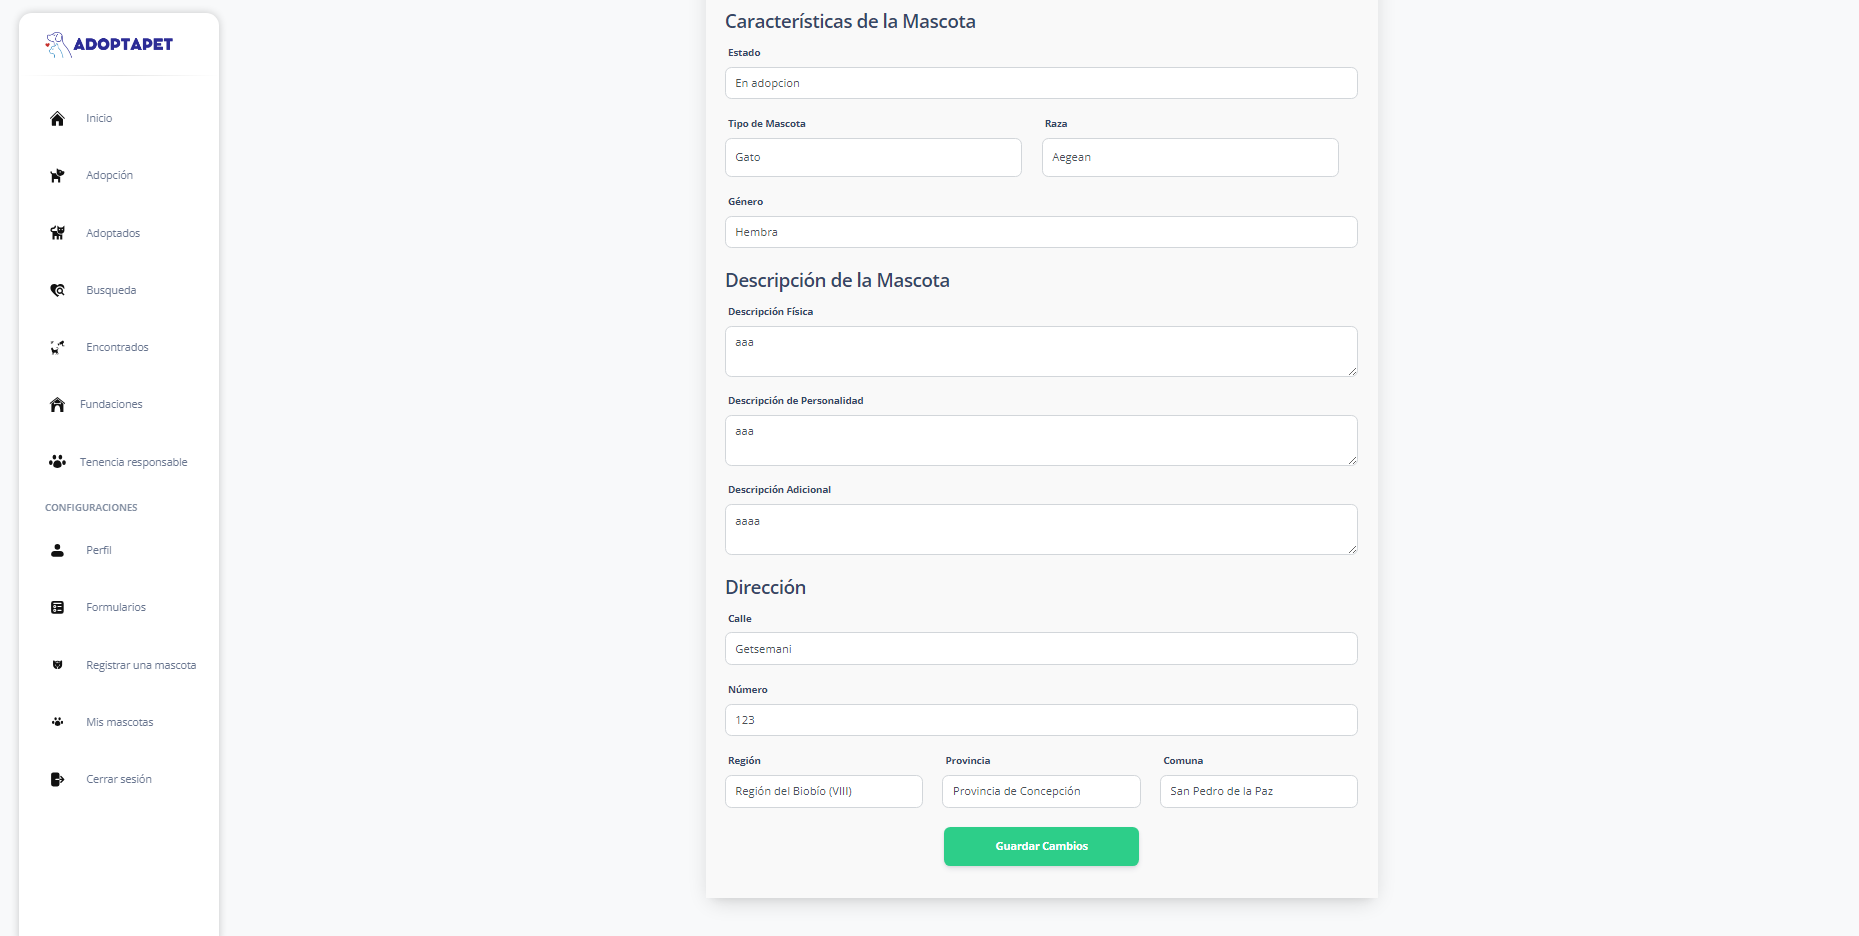 ADOPTAPET
Inicio
Adopción
Adoptados
Busqueda
Encontrados
Fundaciones
Tenencia responsable
CONFIGURACIONES
Perfil
Formularios
Registrar una mascota
Mis mascotas
Cerrar sesión
Características de la Mascota
Estado
En adopcion
Tipo de Mascota
Raza
Gato
Aegean
Género
Hembra
Descripción de la Mascota
Descripción Física
aaa
Descripción de Personalidad
aaa
Descripción Adicional
aaaa
Dirección
Calle
Getsemani
Número
123
Región
Provincia
Comuna
Región del Biobío (VIII)
Provincia de Concepción
San Pedro de la Paz
Guardar Cambios